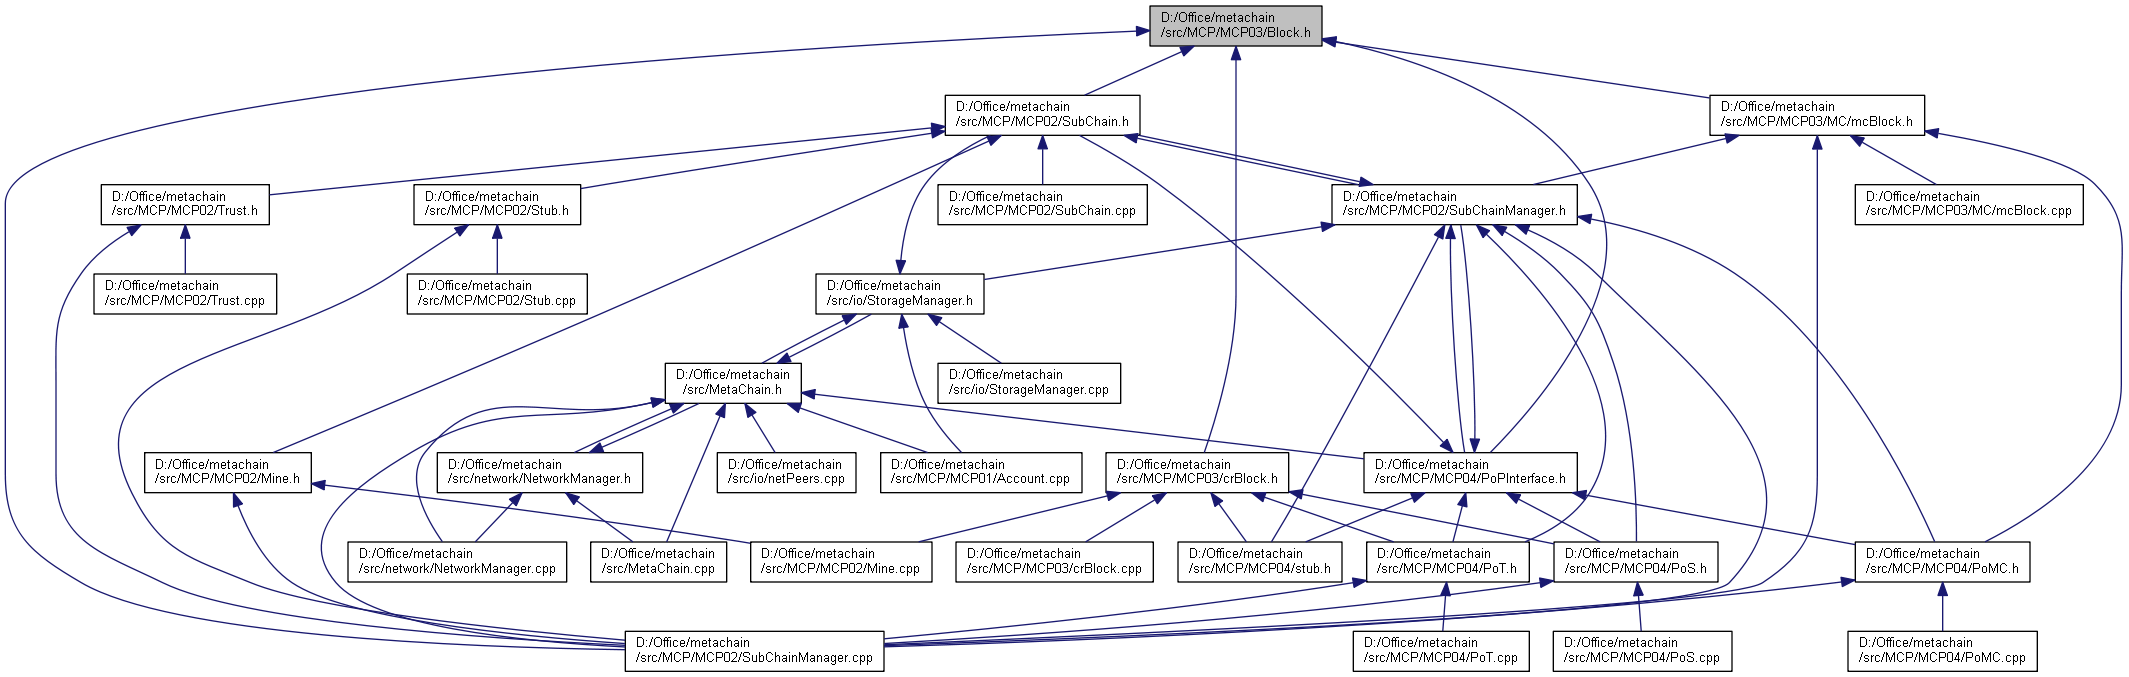 D:/Office/metachain
/src/MCP/MCP03/Block.h
D:/Office/metachain
/src/MCP/MCP02/SubChain.h
D:/Office/metachain
/src/MCP/MCP03/MC/mcBlock.h
D:/Office/metachain
/src/MCP/MCP02/Trust.h
D:/Office/metachain
/src/MCP/MCP02/Stub.h
D:/Office/metachain
/src/MCP/MCP02/SubChain.cpp
D:/Office/metachain
/src/MCP/MCP02/SubChainManager.h
D:/Office/metachain
/src/MCP/MCP03/MC/mcBlock.cpp
D:/Office/metachain
/src/MCP/MCP02/Trust.cpp
D:/Office/metachain
/src/MCP/MCP02/Stub.cpp
D:/Office/metachain
/src/io/StorageManager.h
D:/Office/metachain
/src/MetaChain.h
D:/Office/metachain
/src/io/StorageManager.cpp
D:/Office/metachain
/src/MCP/MCP02/Mine.h
D:/Office/metachain
/src/network/NetworkManager.h
D:/Office/metachain
/src/io/netPeers.cpp
D:/Office/metachain
/src/MCP/MCP01/Account.cpp
D:/Office/metachain
/src/MCP/MCP03/crBlock.h
D:/Office/metachain
/src/MCP/MCP04/PoPInterface.h
D:/Office/metachain
/src/network/NetworkManager.cpp
D:/Office/metachain
/src/MetaChain.cpp
D:/Office/metachain
/src/MCP/MCP02/Mine.cpp
D:/Office/metachain
/src/MCP/MCP03/crBlock.cpp
D:/Office/metachain
/src/MCP/MCP04/stub.h
D:/Office/metachain
/src/MCP/MCP04/PoT.h
D:/Office/metachain
/src/MCP/MCP04/PoS.h
D:/Office/metachain
/src/MCP/MCP04/PoMC.h
D:/Office/metachain
/src/MCP/MCP02/SubChainManager.cpp
D:/Office/metachain
/src/MCP/MCP04/PoT.cpp
D:/Office/metachain
/src/MCP/MCP04/PoS.cpp
D:/Office/metachain
/src/MCP/MCP04/PoMC.cpp